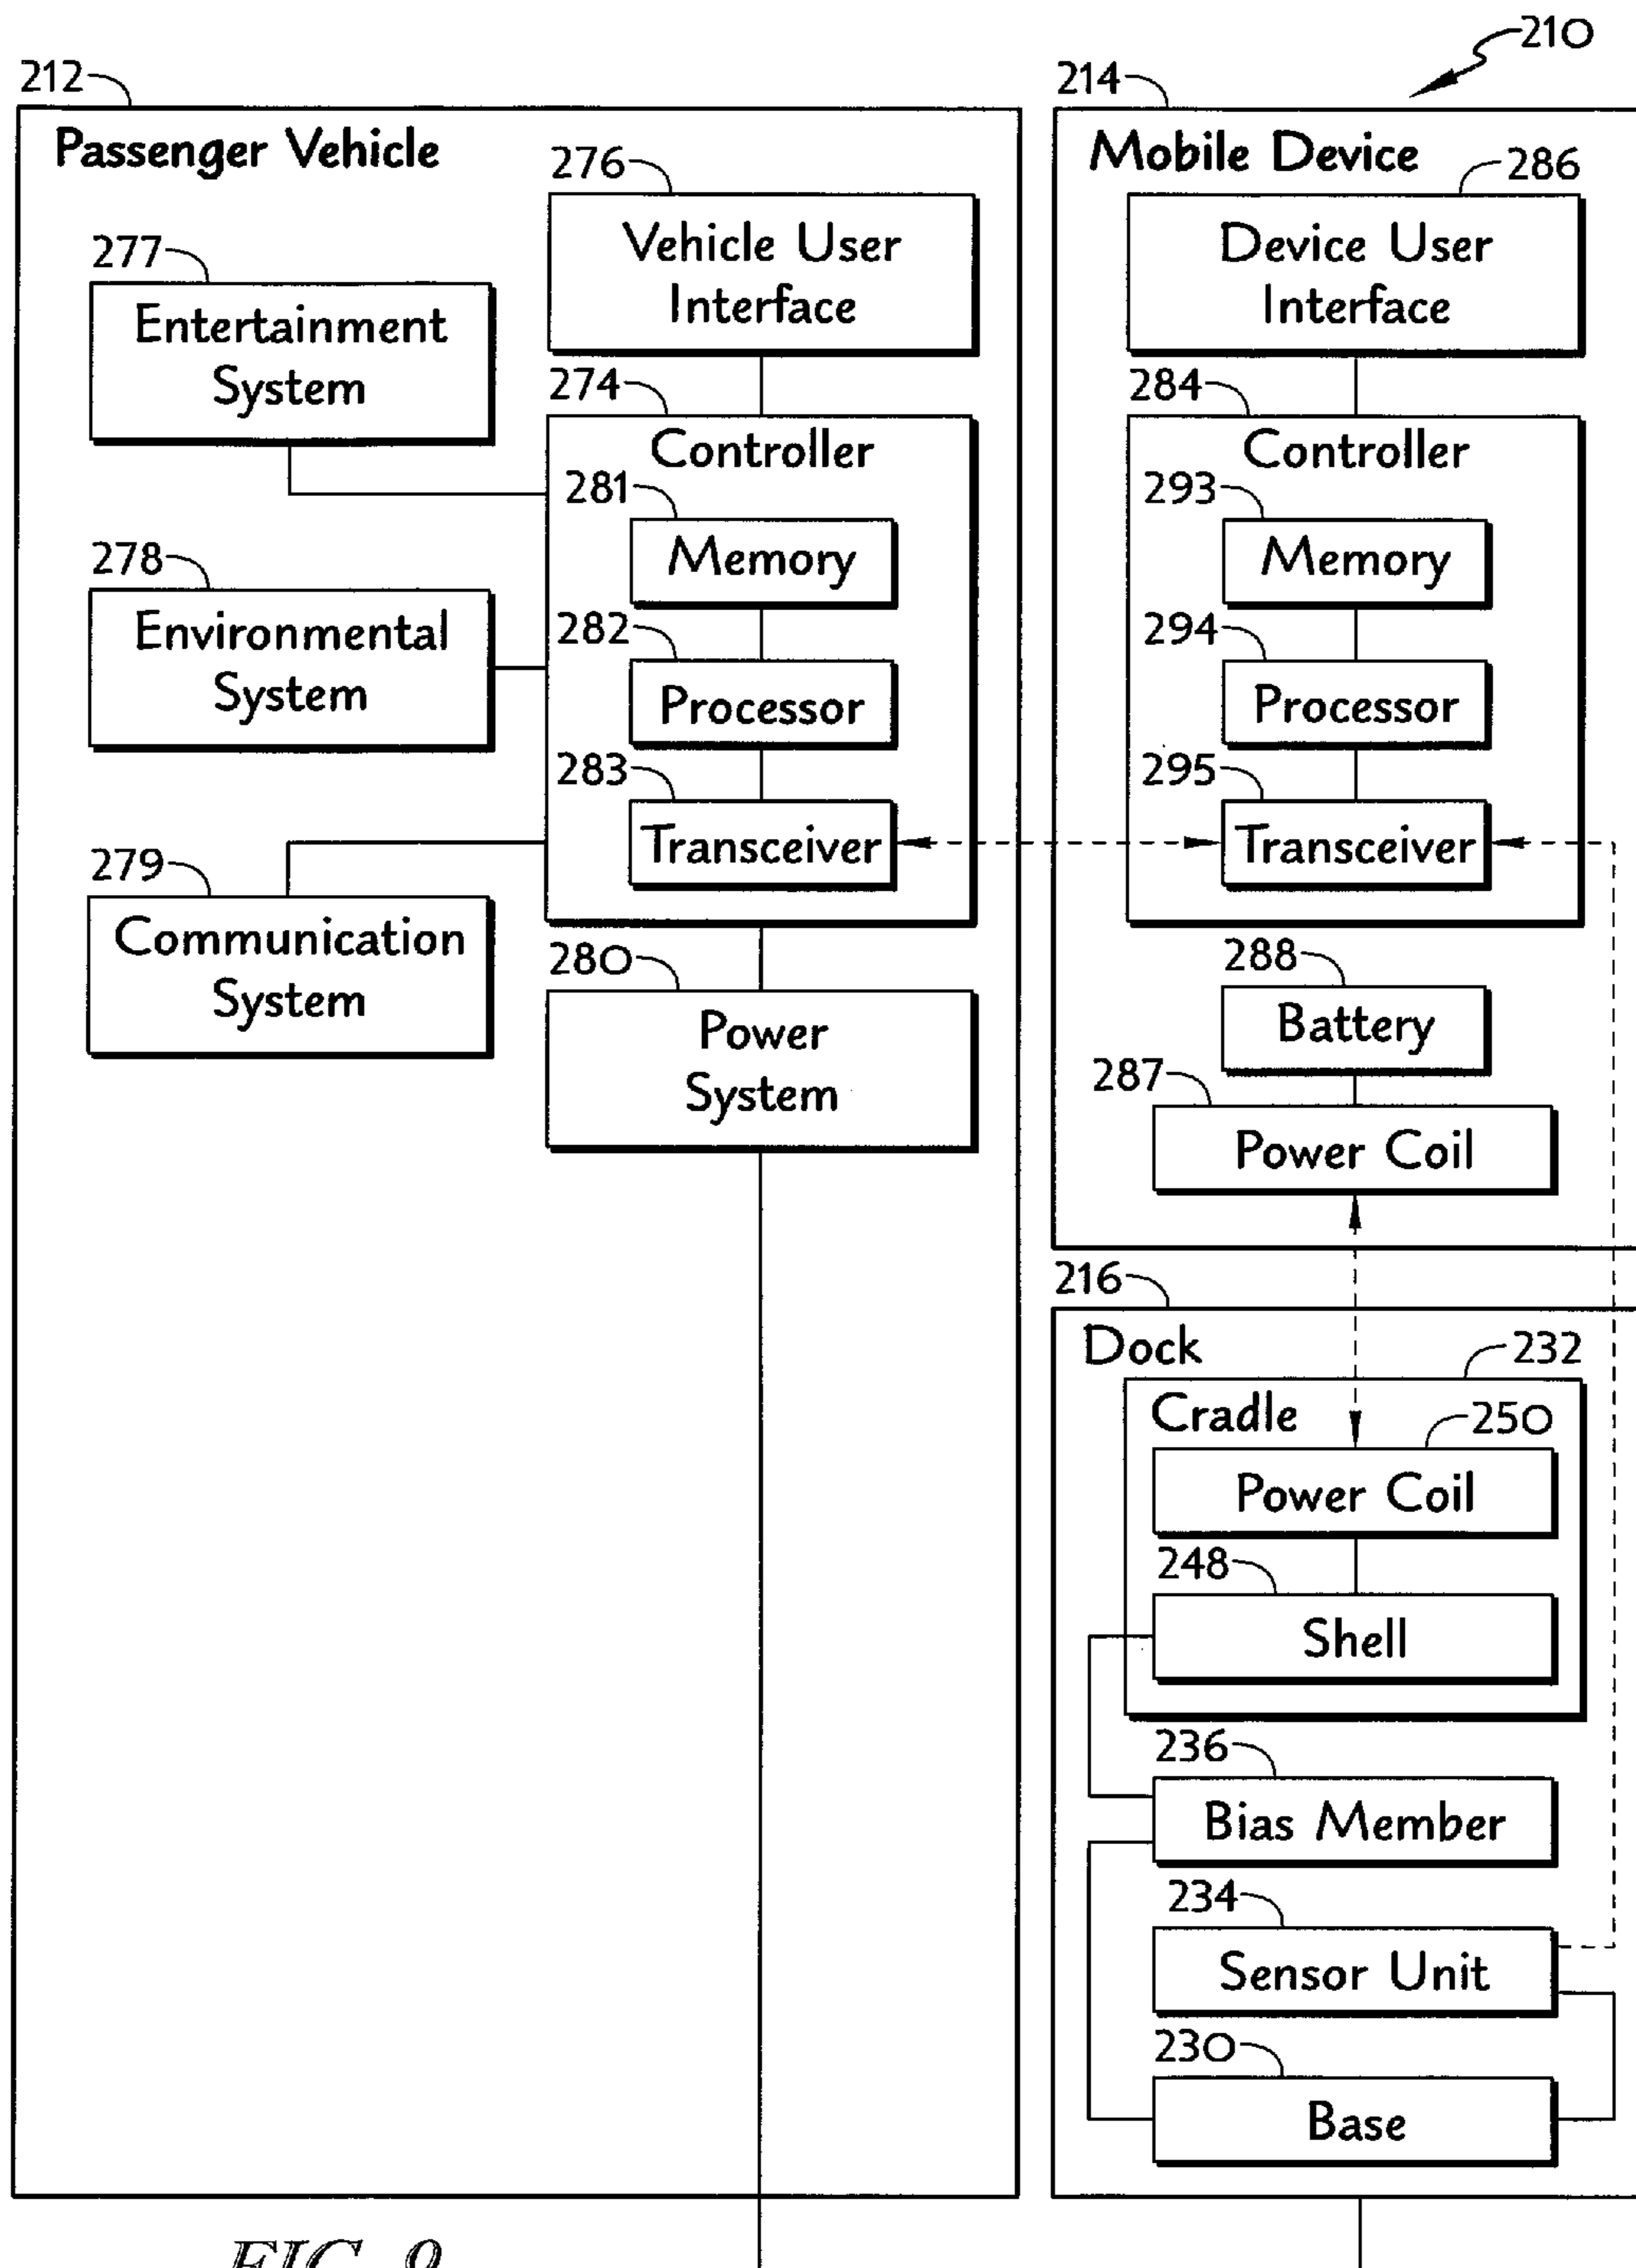 210
212
Passenger Vehicle
276
Vehicle User
Interface
277
Entertainment
System
274
Controller
281
Memory
278
Environmental
System
282
Processor
283
Transceiver
279
Communication
System
280
Power
System
214
Mobile Device
286
Device User
Interface
284
Controller
293
Memory
294
Processor
295
Transceiver
288
Battery
287
Power Coil
216
Dock
232
Cradle
250
Power Coil
248
Shell
236
Bias Member
234
Sensor Unit
230
Base
FIG. 9